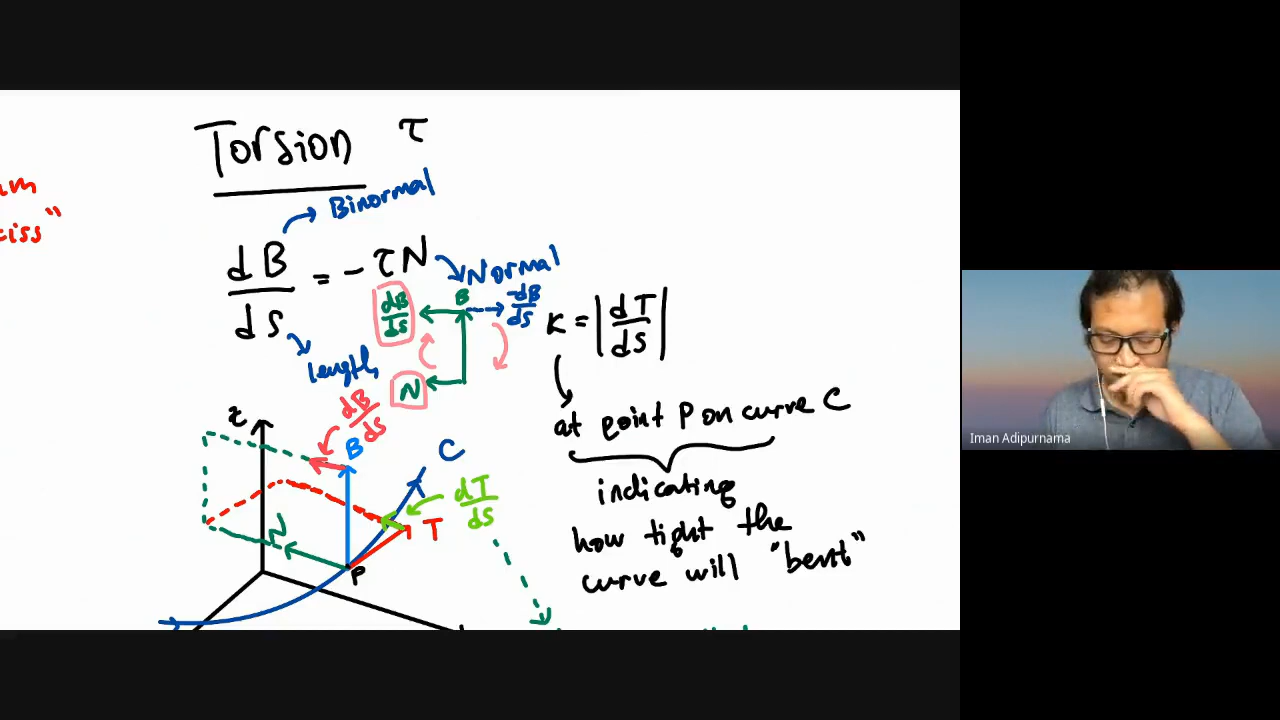 Torsion τ
Binormal
dB/ds = - τN
Normal
dB/ds
B
-dB/ds
N
length
κ = |dT/ds|
at point P on curve C
indicating
how tight the
curve will "bent"
z
dB/ds
B
C
dT/ds
T
N
P
iss"
Iman Adipurnama